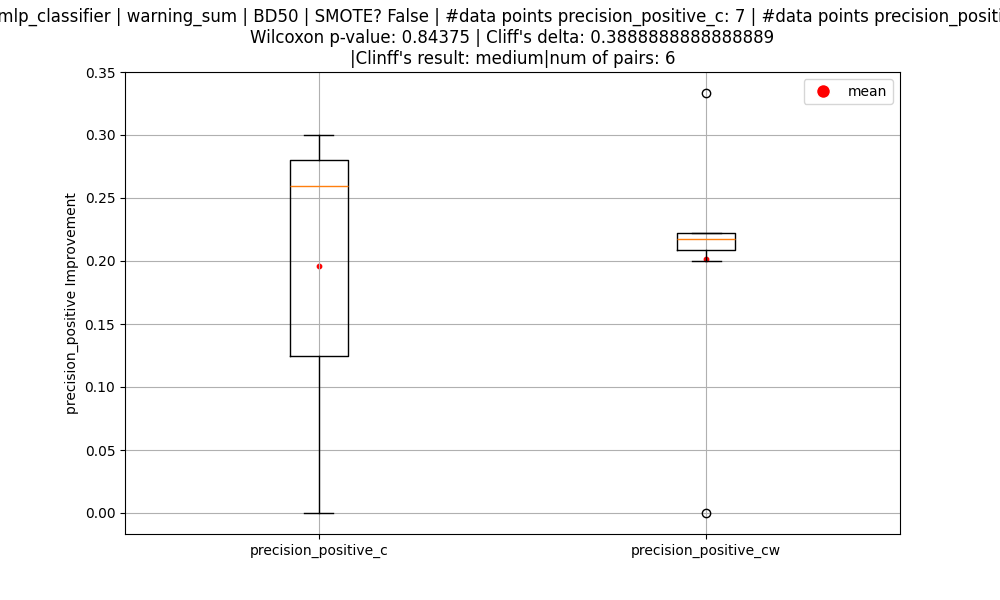 mlp_classifier | warning_sum | BD50 | SMOTE? False | #data points precision_positive_c: 7 | #data points
Wilcoxon p-value: 0.84375 | Cliff's delta: 0.3888888888888889
|Clinff's result: medium|num of pairs: 6
0.35
0.30
0.25
0.20
0.15
0.10
0.05
0.00
precision_positive Improvement
mean
precision_positive_c
precision_positive_cw